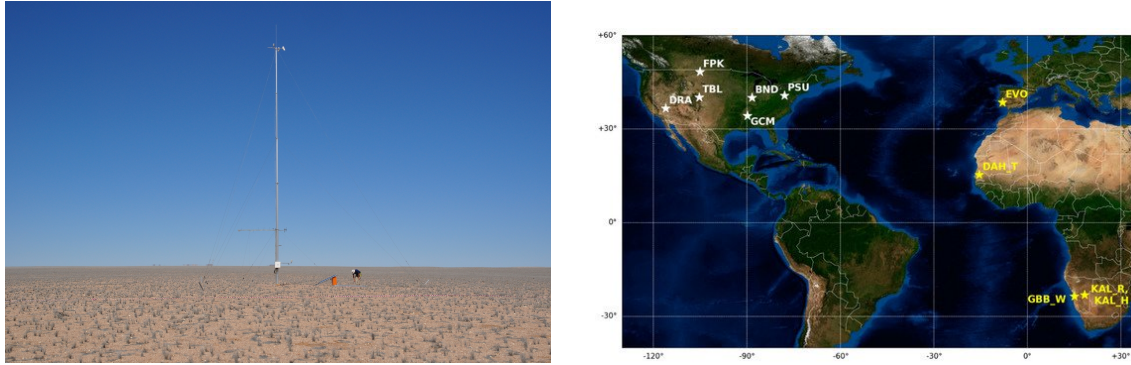 +60°
FPK
TBL
BND
PSU
DRA
GCM
EVO
+30°
DAH_T
0°
GBB_W
KAL_R,
KAL_H
-30°
-120°
-90°
-60°
-30°
0°
+30°